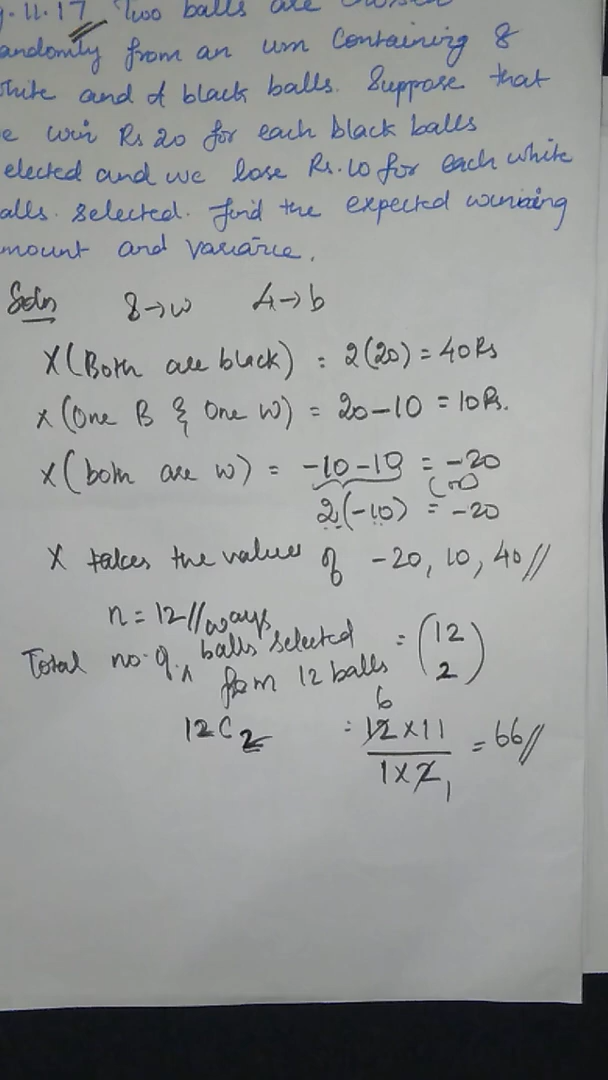 .11.17 Two balls are chosen
andomly from an urn Containing 8
hite and 4 black balls. Suppose that
e win Rs 20 for each black balls
elected and we lose Rs.10 for each white
alls. selected. find the expected winning
mount and variance.
Soln 8→w 4→b
X(Both are black) = 2(20) = 40Rs
X(One B & One W) = 20-10 = 10Rs.
X(both are w) = -10-10 = -20
(or)
2(-10) = -20
X takes the values of -20, 10, 40//
n = 12//
ways
Total no. of balls selected = (12
from 12 balls 2)
12C2 = 12×11 / 1×2 = 66//
6
1